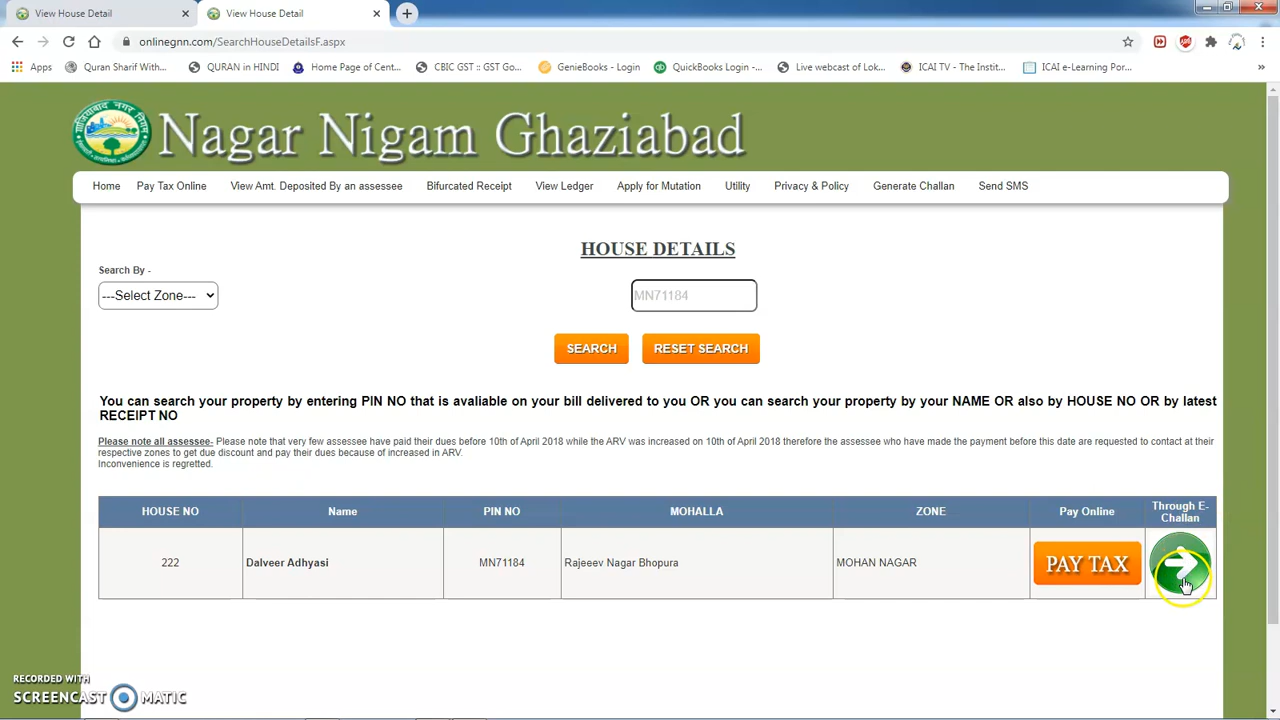 View House Detail
View House Detail
onlinegnn.com/SearchHouseDetailsF.aspx
Apps
Quran Sharif With...
QURAN in HINDI
Home Page of Cent...
CBIC GST :: GST Go...
GenieBooks - Login
QuickBooks Login -...
Live webcast of Lok...
ICAI TV - The Instit...
ICAI e-Learning Por...
»
Nagar Nigam Ghaziabad
Home
Pay Tax Online
View Amt. Deposited By an assessee
Bifurcated Receipt
View Ledger
Apply for Mutation
Utility
Privacy & Policy
Generate Challan
Send SMS
HOUSE DETAILS
Search By -
---Select Zone---
MN71184
SEARCH
RESET SEARCH
You can search your property by entering PIN NO that is avaliable on your bill delivered to you OR you can search your property by your NAME OR also by HOUSE NO OR by latest
RECEIPT NO
Please note all assessee- Please note that very few assessee have paid their dues before 10th of April 2018 while the ARV was increased on 10th of April 2018 therefore the assessee who have made the payment before this date are requested to contact at their
respective zones to get due discount and pay their dues because of increased in ARV.
Inconvenience is regretted.
HOUSE NO
Name
PIN NO
MOHALLA
ZONE
Pay Online
Through E-
Challan
222
Dalveer Adhyasi
MN71184
Rajeeev Nagar Bhopura
MOHAN NAGAR
PAY TAX
RECORDED WITH
SCREENCAST MATIC